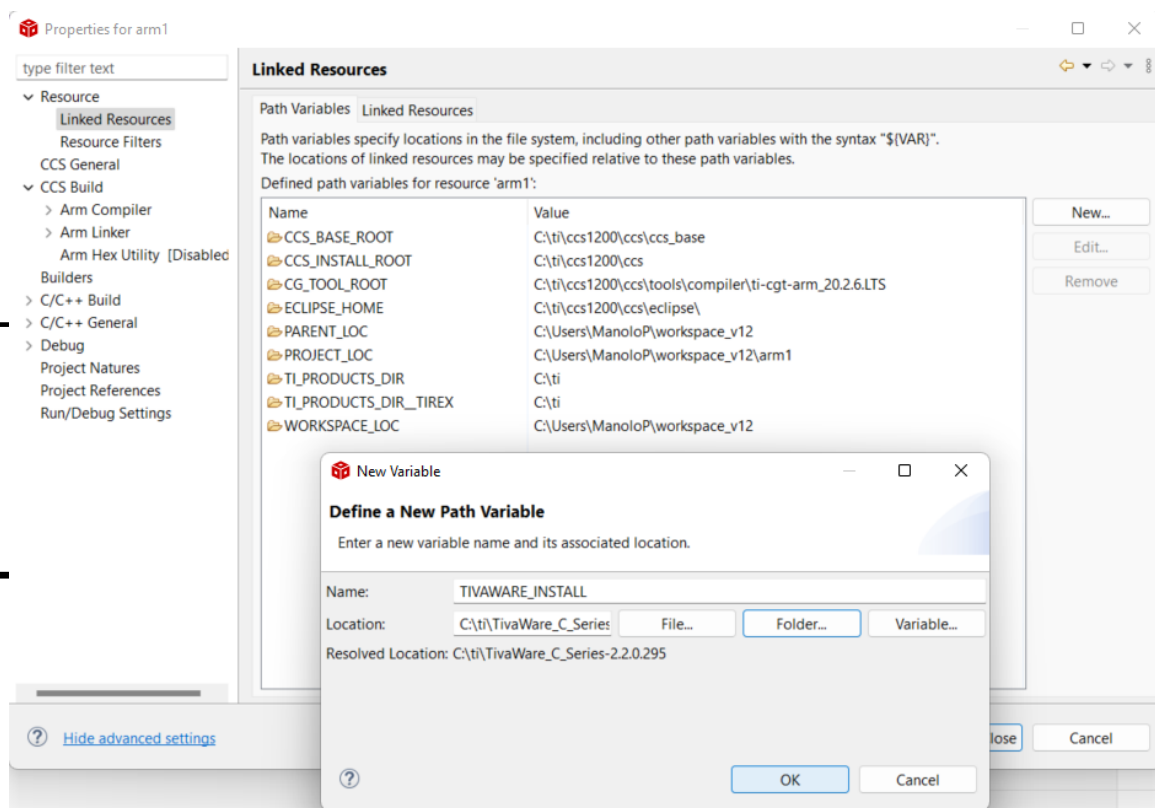 Properties for arm1
type filter text
Resource
Linked Resources
Resource Filters
CCS General
CCS Build
Arm Compiler
Arm Linker
Arm Hex Utility [Disabled
Builders
C/C++ Build
C/C++ General
Debug
Project Natures
Project References
Run/Debug Settings
Linked Resources
Path Variables Linked Resources
Path variables specify locations in the file system, including other path variables with the syntax "${VAR}".
The locations of linked resources may be specified relative to these path variables.
Defined path variables for resource 'arm1':
Name Value
CCS_BASE_ROOT C:\ti\ccs1200\ccs\ccs_base
CCS_INSTALL_ROOT C:\ti\ccs1200\ccs
CG_TOOL_ROOT C:\ti\ccs1200\ccs\tools\compiler\ti-cgt-arm_20.2.6.LTS
ECLIPSE_HOME C:\ti\ccs1200\ccs\eclipse\
PARENT_LOC C:\Users\ManoloP\workspace_v12
PROJECT_LOC C:\Users\ManoloP\workspace_v12\arm1
TI_PRODUCTS_DIR C:\ti
TI_PRODUCTS_DIR__TIREX C:\ti
WORKSPACE_LOC C:\Users\ManoloP\workspace_v12
New...
Edit...
Remove
New Variable
Define a New Path Variable
Enter a new variable name and its associated location.
Name: TIVAWARE_INSTALL
Location: C:\ti\TivaWare_C_Series File... Folder... Variable...
Resolved Location: C:\ti\TivaWare_C_Series-2.2.0.295
OK Cancel
Hide advanced settings
lose Cancel